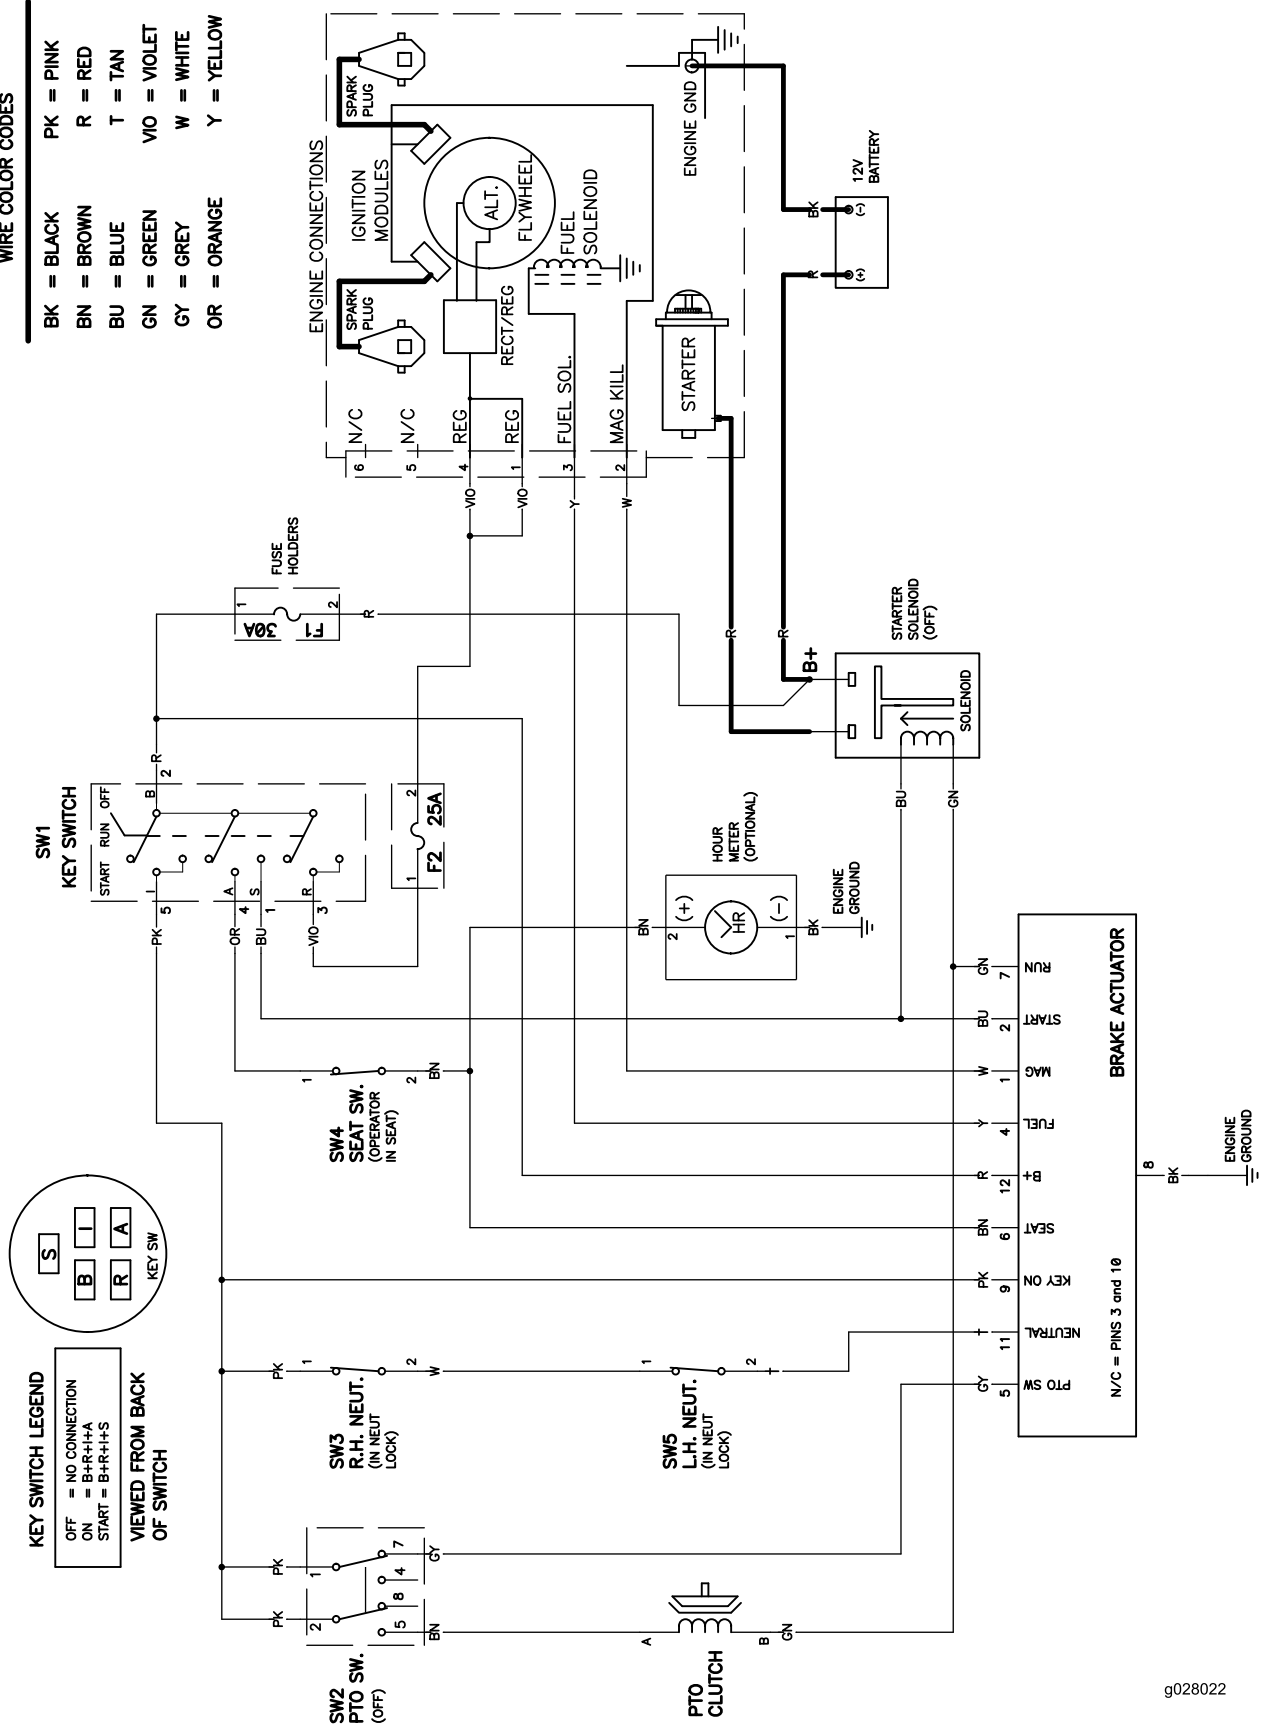 WIRE COLOR CODES
BK = BLACK
BN = BROWN
BU = BLUE
GN = GREEN
GY = GREY
OR = ORANGE
PK = PINK
R = RED
T = TAN
VIO = VIOLET
W = WHITE
Y = YELLOW
ENGINE CONNECTIONS
SPARK
PLUG
SPARK
PLUG
IGNITION
MODULES
ALT.
FLYWHEEL
FUEL
SOLENOID
RECT/REG
ENGINE GND
STARTER
N/C
N/C
REG
REG
FUEL SOL.
MAG KILL
6
5
4
1
3
2
VIO
VIO
Y
W
12V
BATTERY
BK
(-)
R
(+)
FUSE
HOLDERS
1
2
F1
30A
R
R
R
B+
STARTER
SOLENOID
(OFF)
SOLENOID
BU
GN
SW1
KEY SWITCH
START RUN OFF
B
R
2
I
A
S
R
5
4
1
3
PK
OR
BU
VIO
F2 25A
1
2
HOUR
METER
(OPTIONAL)
BN
2
(+)
HR
(-)
1
BK
ENGINE
GROUND
SW4
SEAT SW.
(OPERATOR
IN SEAT)
1
2
BN
S
B
I
R
A
KEY SW
KEY SWITCH LEGEND
OFF = NO CONNECTION
ON = B+R+I+A
START = B+R+I+S
VIEWED FROM BACK
OF SWITCH
SW3
R.H. NEUT.
(IN NEUT
LOCK)
PK
1
2
W
SW5
L.H. NEUT.
(IN NEUT
LOCK)
1
2
T
SW2
PTO SW.
(OFF)
PK
PK
1
2
7
4
8
5
GY
BN
PTO
CLUTCH
A
B
GN
BRAKE ACTUATOR
GN
7
RUN
BU
2
START
W
1
MAG
Y
4
FUEL
R
12
B+
BN
6
SEAT
PK
9
KEY ON
T
11
NEUTRAL
GY
5
PTO SW
N/C = PINS 3 and 10
8
BK
ENGINE
GROUND
g028022